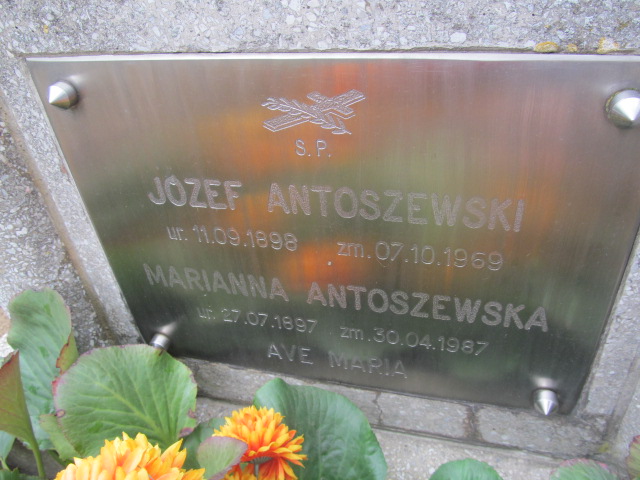 S.P.
JÓZEF ANTOSZEWSKI
ur. 11.09.1898 zm. 07.10.1969
MARIANNA ANTOSZEWSKA
ur. 27.07.1897 zm. 30.04.1987
AVE MARIA